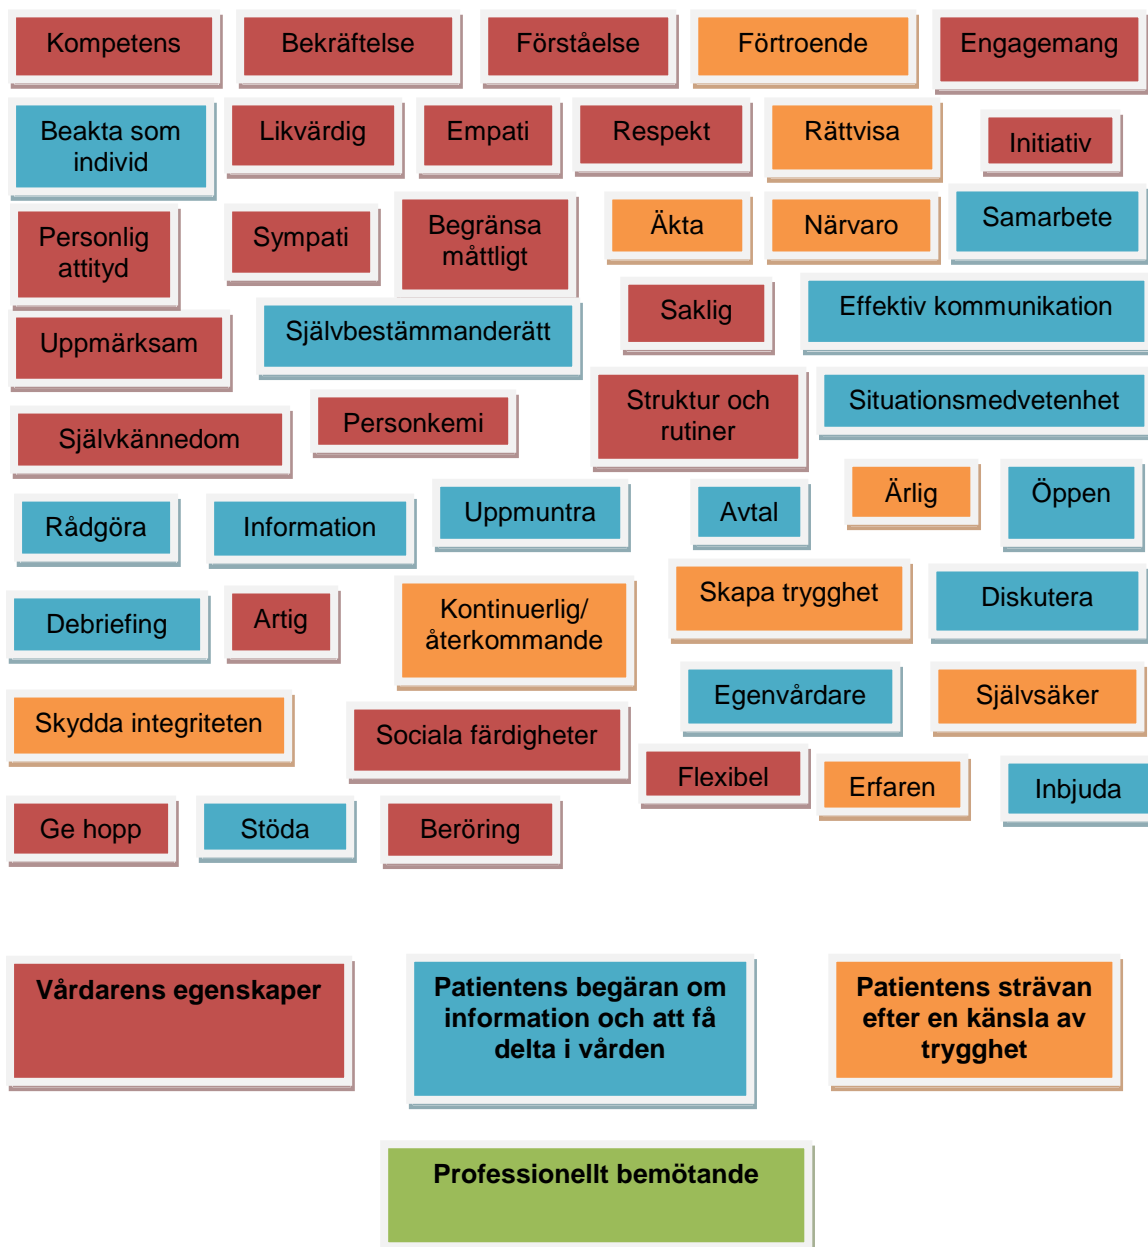 Kompetens
Bekräftelse
Förståelse
Förtroende
Engagemang
Beakta som
individ
Likvärdig
Empati
Respekt
Rättvisa
Initiativ
Personlig
attityd
Sympati
Begränsa
måttligt
Äkta
Närvaro
Samarbete
Uppmärksam
Självbestämmanderätt
Saklig
Effektiv kommunikation
Självkännedom
Personkemi
Struktur och
rutiner
Situationsmedvetenhet
Rådgöra
Information
Uppmuntra
Avtal
Ärlig
Öppen
Debriefing
Artig
Kontinuerlig/
återkommande
Skapa trygghet
Diskutera
Skydda integriteten
Sociala färdigheter
Egenvårdare
Självsäker
Flexibel
Erfaren
Inbjuda
Ge hopp
Stöda
Beröring
Vårdarens egenskaper
Patientens begäran om
information och att få
delta i vården
Patientens strävan
efter en känsla av
trygghet
Professionellt bemötande